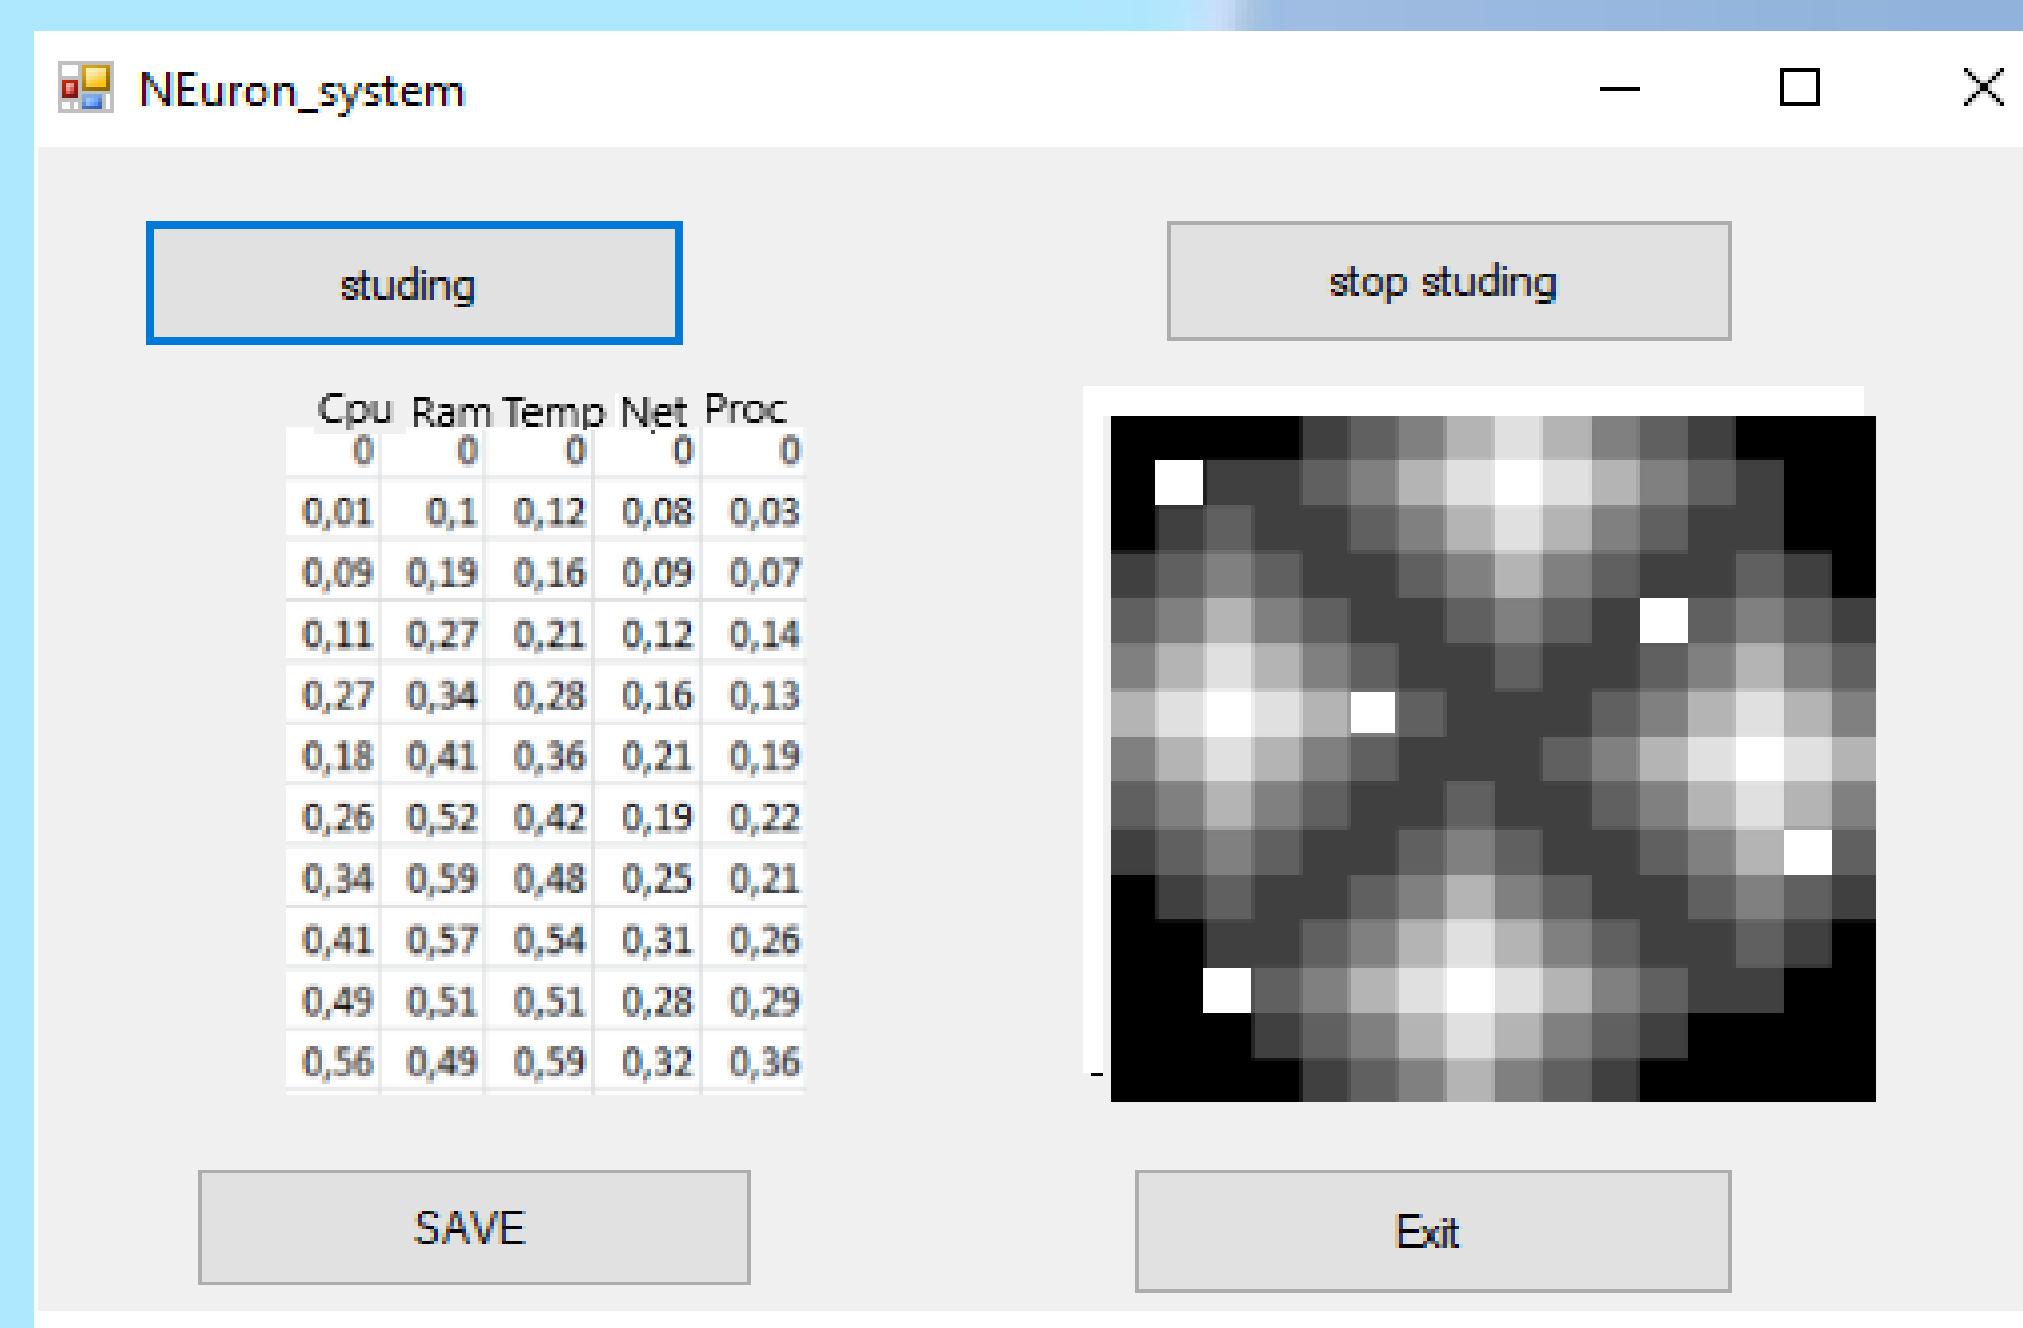 NEuron_system
studing
stop studing
Cpu Ram Temp Net Proc
0 0 0 0 0
0,01 0,1 0,12 0,08 0,03
0,09 0,19 0,16 0,09 0,07
0,11 0,27 0,21 0,12 0,14
0,27 0,34 0,28 0,16 0,13
0,18 0,41 0,36 0,21 0,19
0,26 0,52 0,42 0,19 0,22
0,34 0,59 0,48 0,25 0,21
0,41 0,57 0,54 0,31 0,26
0,49 0,51 0,51 0,28 0,29
0,56 0,49 0,59 0,32 0,36
SAVE
Exit